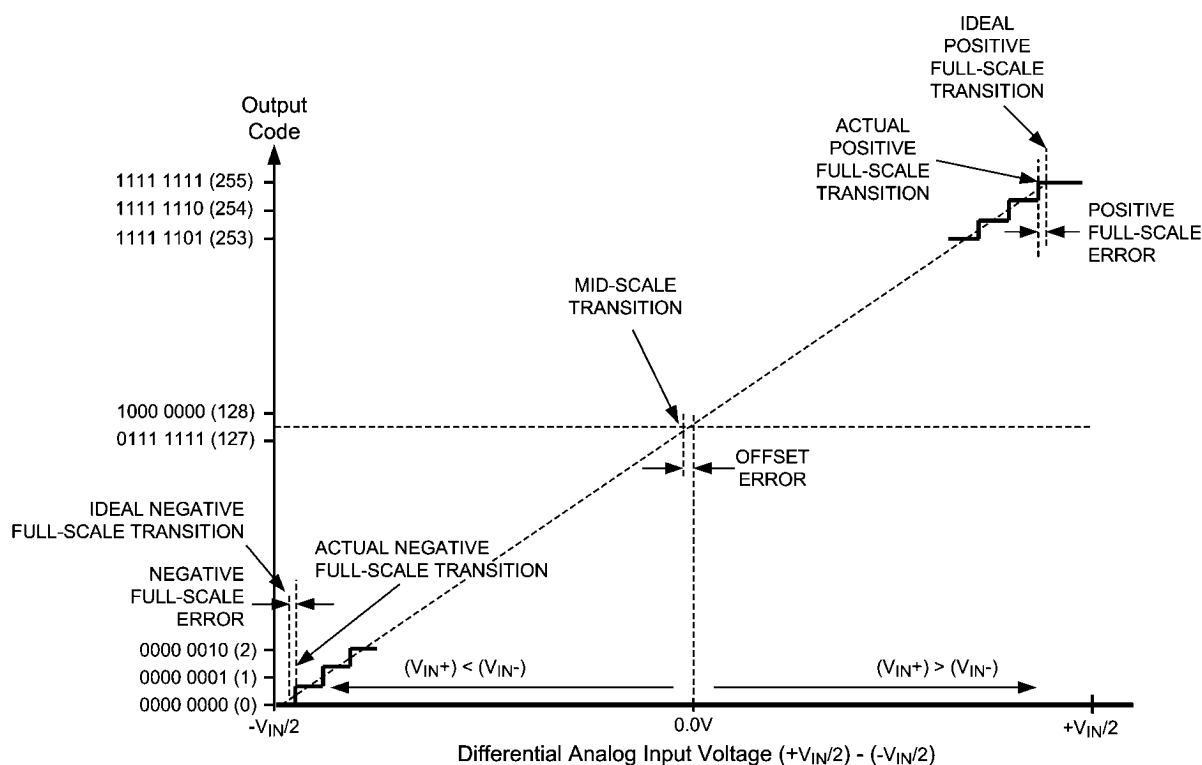 IDEAL
POSITIVE
FULL-SCALE
TRANSITION
Output
Code
ACTUAL
POSITIVE
FULL-SCALE
TRANSITION
1111 1111 (255)
1111 1110 (254)
1111 1101 (253)
POSITIVE
FULL-SCALE
ERROR
MID-SCALE
TRANSITION
1000 0000 (128)
0111 1111 (127)
OFFSET
ERROR
IDEAL NEGATIVE
FULL-SCALE TRANSITION
ACTUAL NEGATIVE
FULL-SCALE TRANSITION
NEGATIVE
FULL-SCALE
ERROR
0000 0010 (2)
0000 0001 (1)
0000 0000 (0)
(VIN+) < (VIN-)
(VIN+) > (VIN-)
-VIN/2
0.0V
+VIN/2
Differential Analog Input Voltage (+VIN/2) - (-VIN/2)